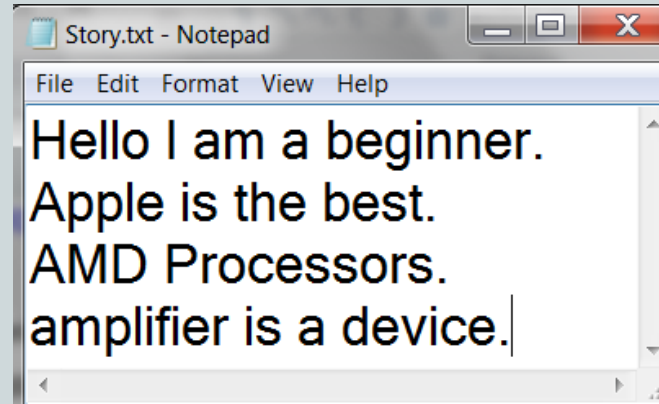 Story.txt - Notepad
File Edit Format View Help
Hello I am a beginner.
Apple is the best.
AMD Processors.
amplifier is a device.